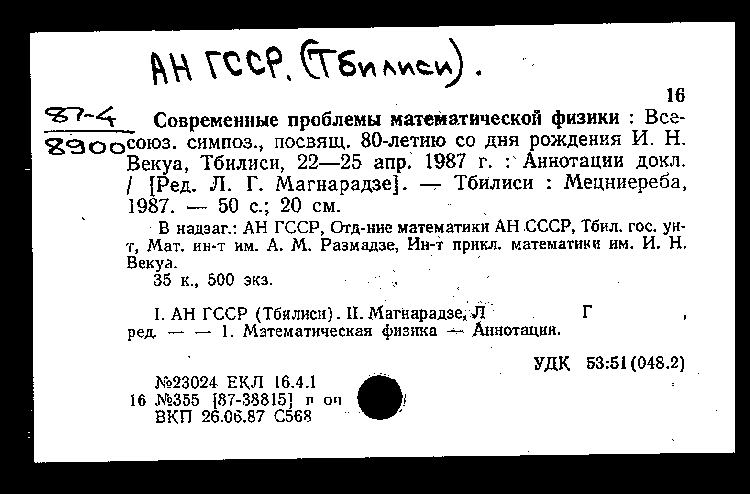 АН ГССР. (Тбилиси).
16
87-4
8900
Современные проблемы математической физики : Все-
союз. симпоз., посвящ. 80-летию со дня рождения И. Н.
Векуа, Тбилиси, 22—25 апр. 1987 г. : Аннотации докл.
/ [Ред. Л. Г. Магнарадзе]. — Тбилиси : Мецниереба,
1987. — 50 с.; 20 см.
В надзаг.: АН ГССР, Отд-ние математики АН СССР, Тбил. гос. ун-
т, Мат. ин-т им. А. М. Размадзе, Ин-т прикл. математики им. И. Н.
Векуа.
35 к., 500 экз.
I. АН ГССР (Тбилиси). II. Магнарадзе, Л Г ,
ред. — — 1. Математическая физика — Аннотации.
УДК 53:51(048.2)
№23024 ЕКЛ 16.4.1
16 №355 [87-38815] п оп
ВКП 26.06.87 С568